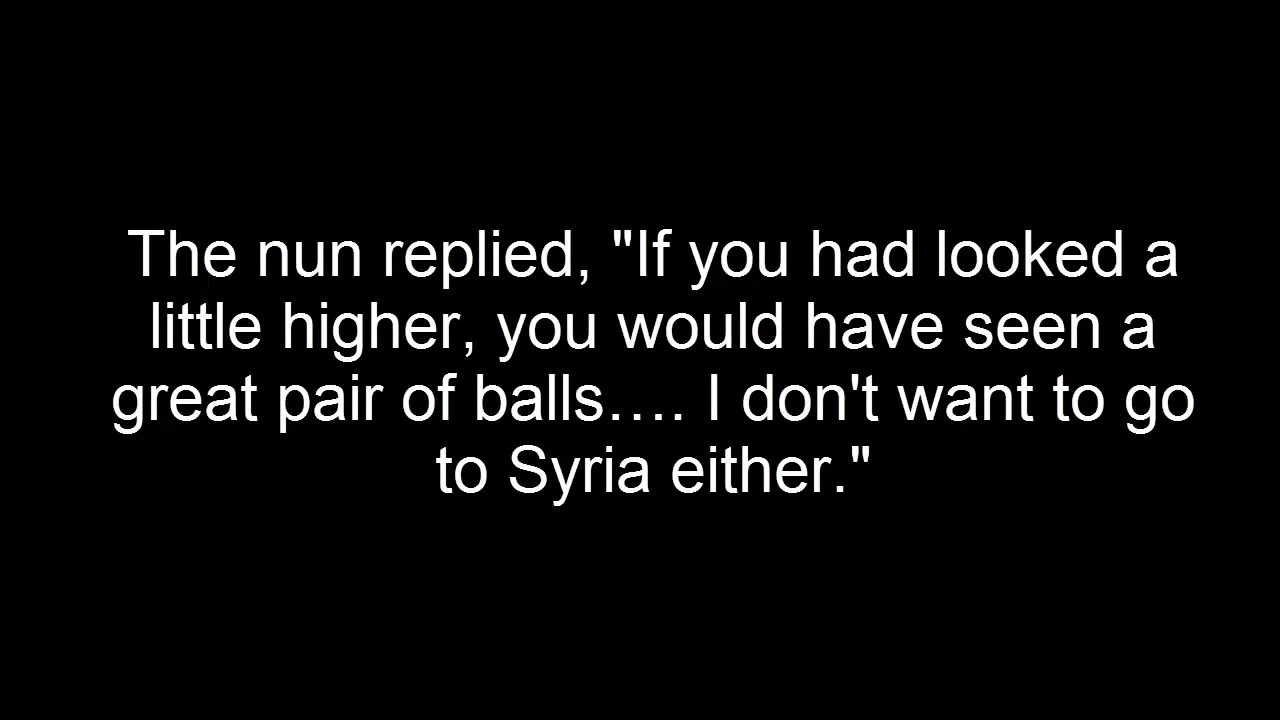 The nun replied, "If you had looked a
little higher, you would have seen a
great pair of balls…. I don't want to go
to Syria either."